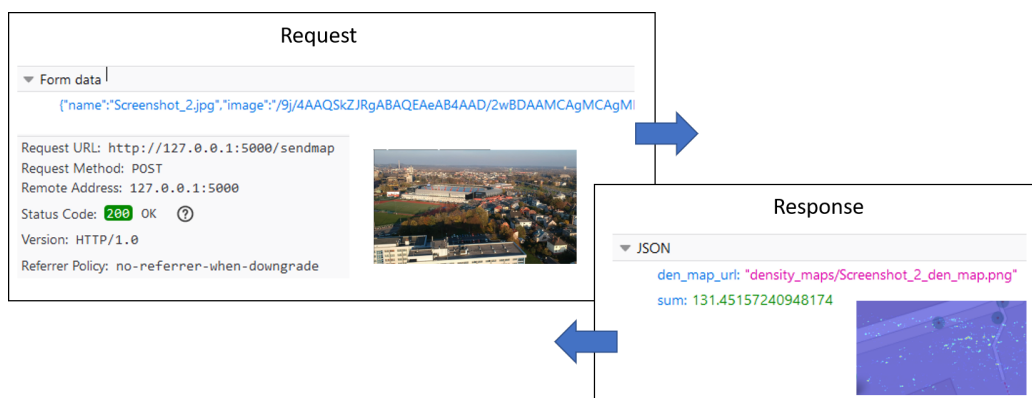 Request
Form data
{"name":"Screenshot_2.jpg","image":"/9j/4AAQSkZJRgABAQEAeAB4AAD/2wBDAAMCAgMCAgM
Request URL: http://127.0.0.1:5000/sendmap
Request Method: POST
Remote Address: 127.0.0.1:5000
Status Code: 200 OK ?
Version: HTTP/1.0
Referrer Policy: no-referrer-when-downgrade
Response
JSON
den_map_url: "density_maps/Screenshot_2_den_map.png"
sum: 131.45157240948174